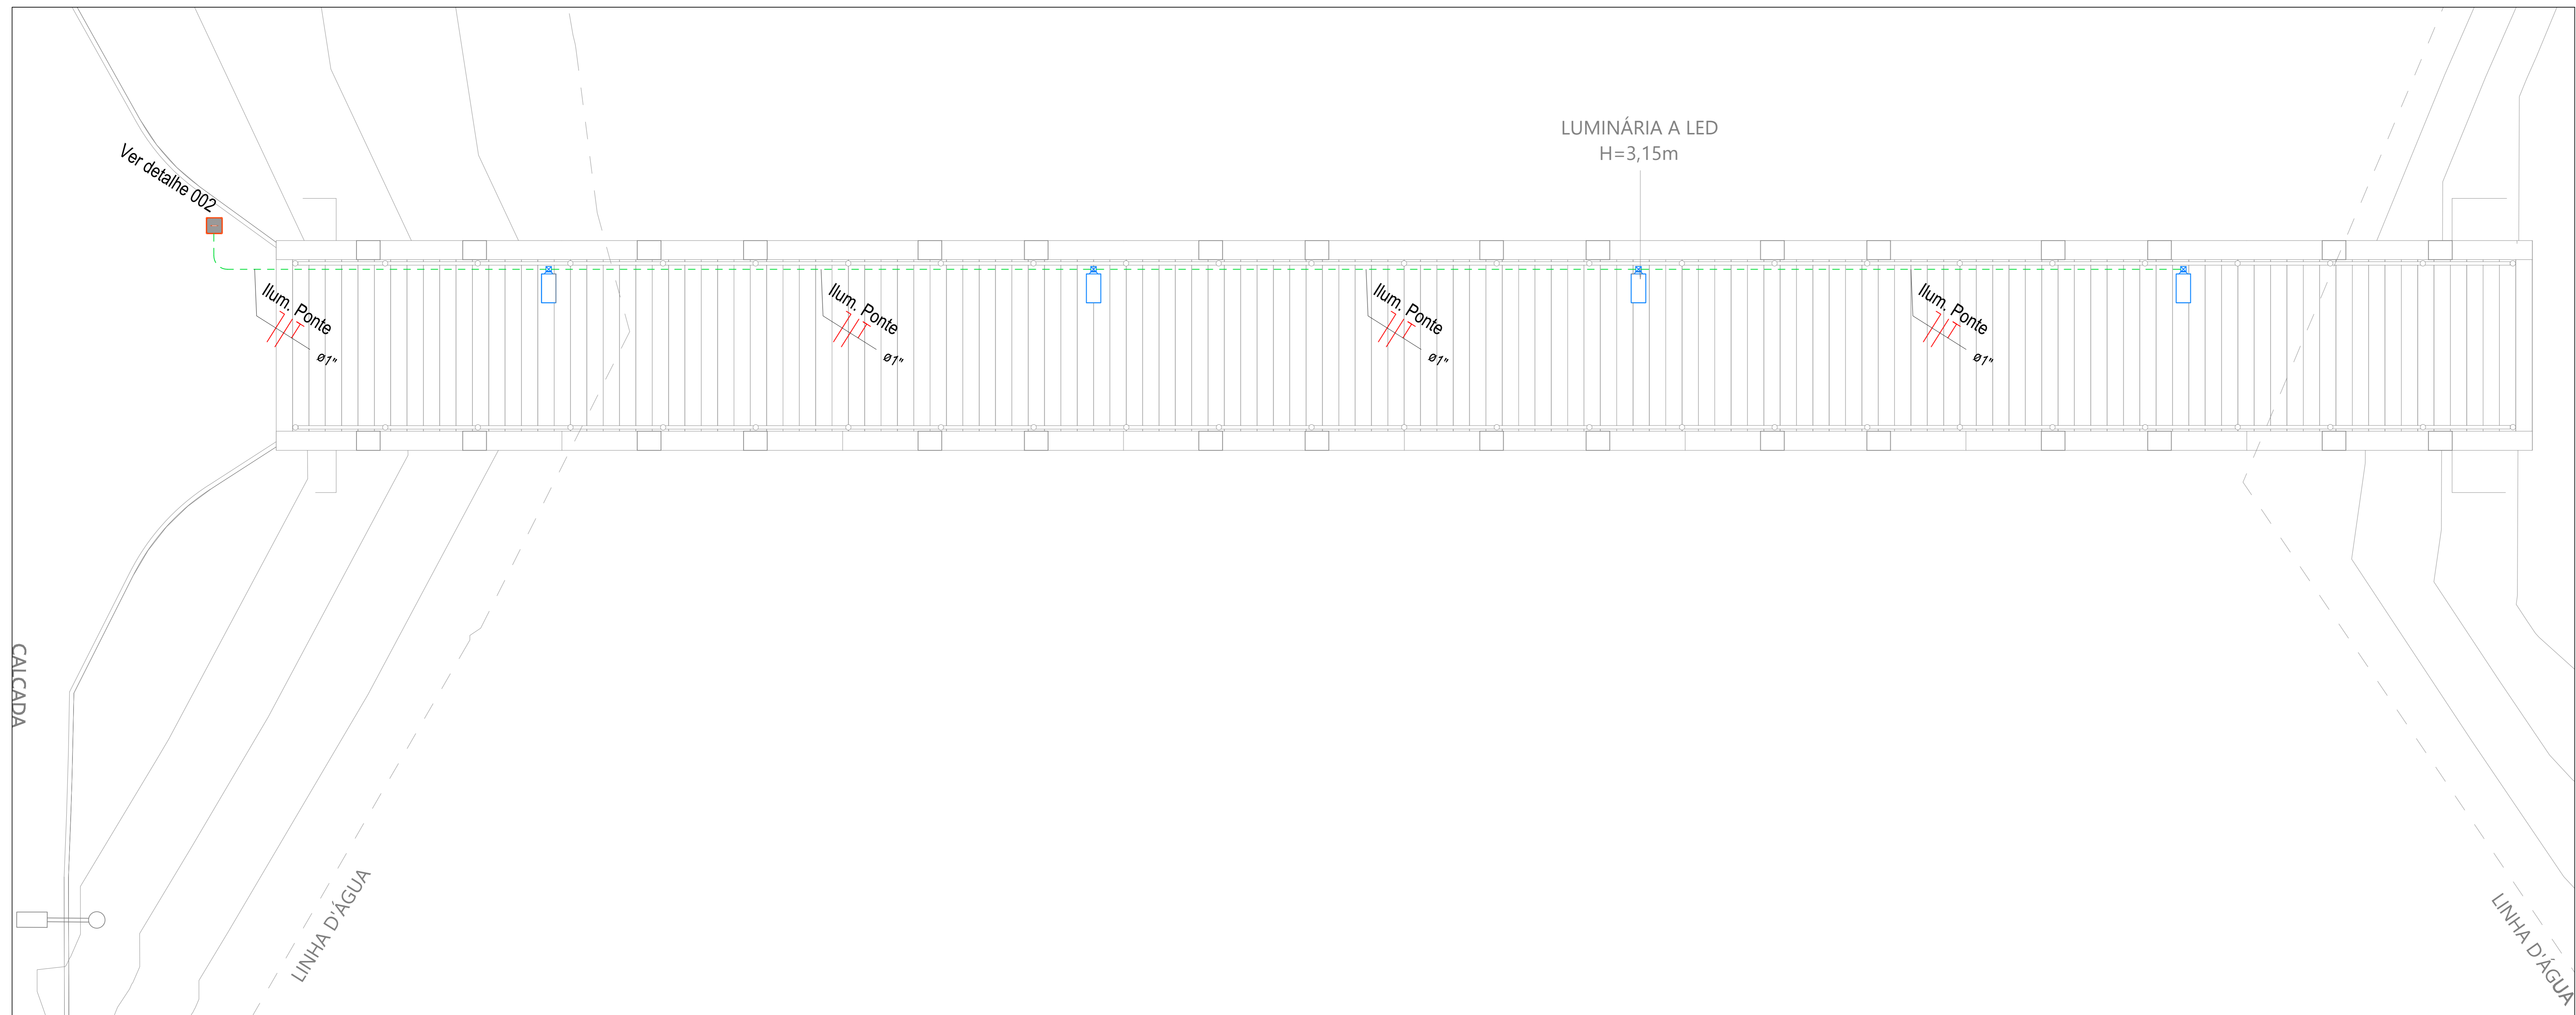 LUMINÁRIA A LED
H=3,15m
Ver detalhe 002
Ilum. Ponte
ø1"
Ilum. Ponte
ø1"
Ilum. Ponte
ø1"
Ilum. Ponte
ø1"
CALCADA
LINHA D'ÁGUA
LINHA D'ÁGUA